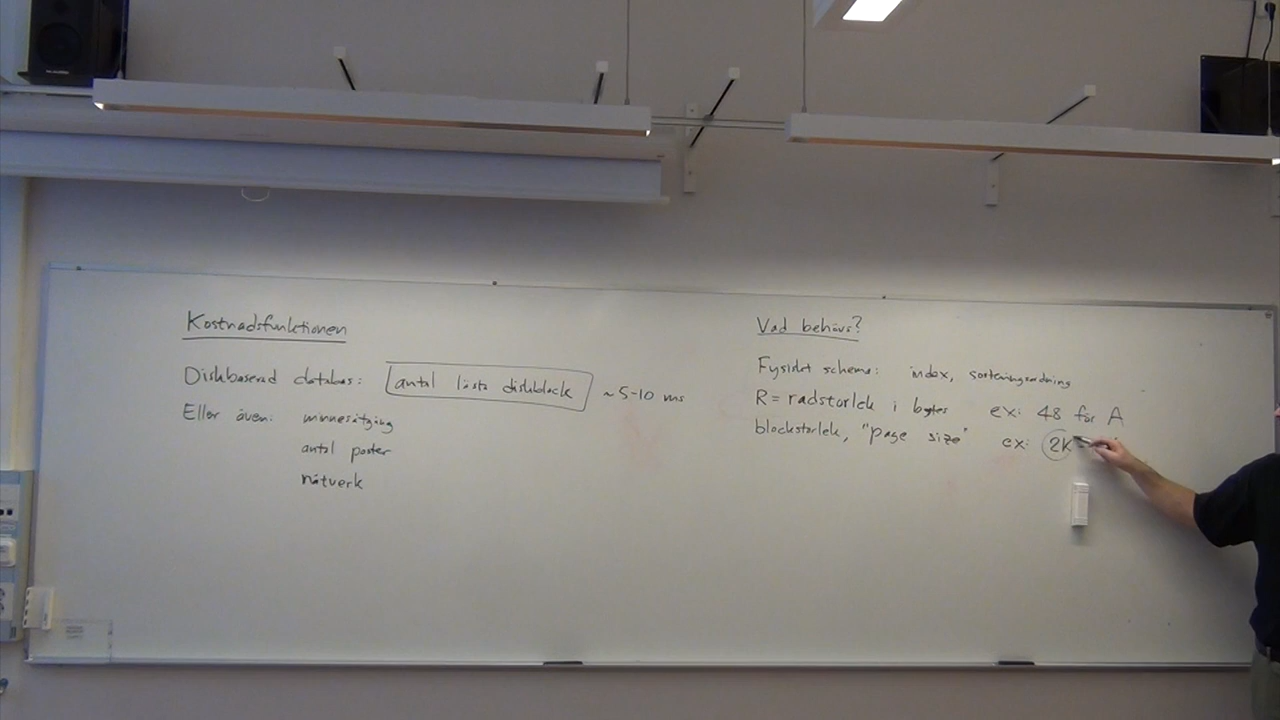 Kostnadsfunktionen
Diskbaserad databas: antal lästa diskblock ~ 5-10 ms
Eller även: minnesåtgång
antal poster
nätverk
Vad behövs?
Fysiskt schema: index, sorteringsordning
R = radstorlek i bytes ex: 48 för A
blockstorlek, "page size" ex: 2K